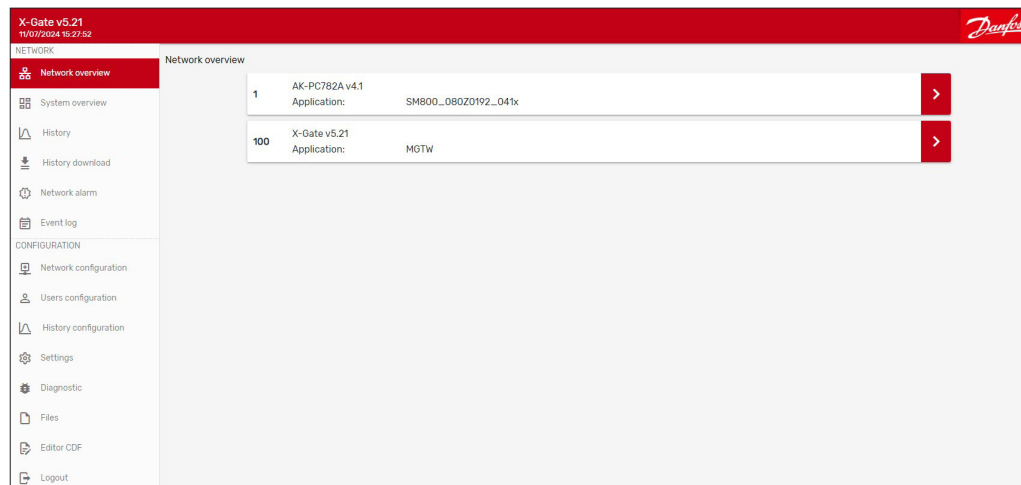 X-Gate v5.21
11/07/2024 15:27:52
Danfoss
NETWORK
Network overview
System overview
History
History download
Network alarm
Event log
CONFIGURATION
Network configuration
Users configuration
History configuration
Settings
Diagnostic
Files
Editor CDF
Logout
Network overview
1
AK-PC782A v4.1
Application: SM800_080Z0192_041x
100
X-Gate v5.21
Application: MGTW